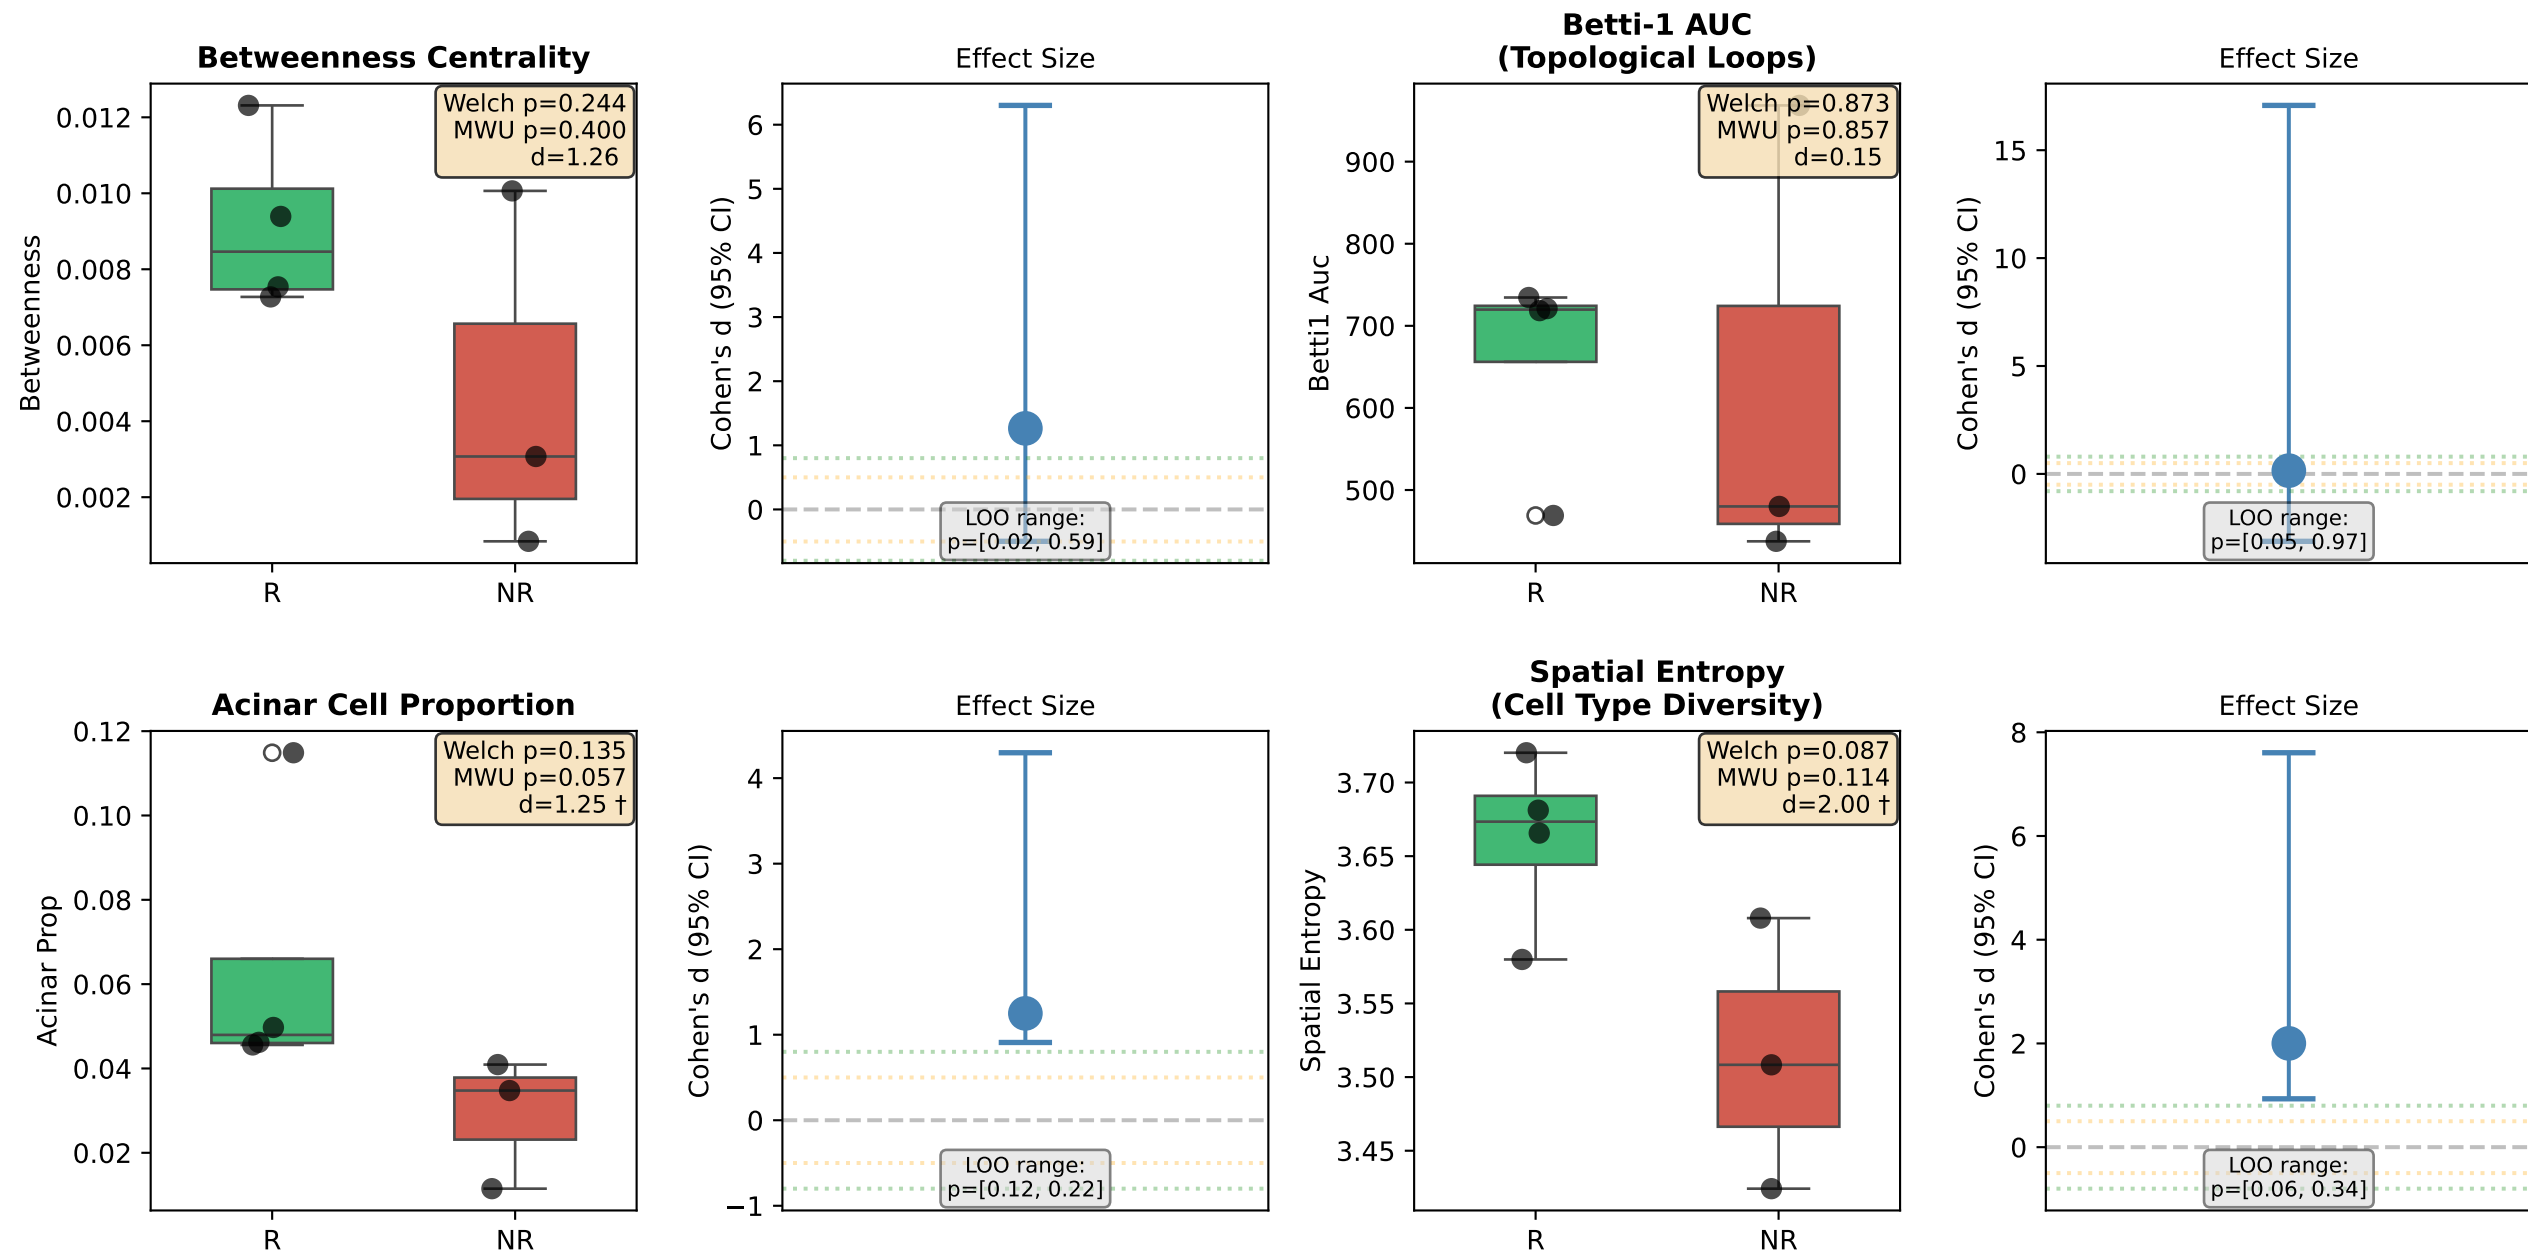 Betweenness Centrality
Betweenness
0.012
0.010
0.008
0.006
0.004
0.002
Welch p=0.244
MWU p=0.400
d=1.26
R
NR
Effect Size
Cohen's d (95% CI)
6
5
4
3
2
1
0
LOO range:
p=[0.02, 0.59]
Betti-1 AUC
(Topological Loops)
Betti1 Auc
900
800
700
600
500
Welch p=0.873
MWU p=0.857
d=0.15
R
NR
Effect Size
Cohen's d (95% CI)
15
10
5
0
LOO range:
p=[0.05, 0.97]
Acinar Cell Proportion
Acinar Prop
0.12
0.10
0.08
0.06
0.04
0.02
Welch p=0.135
MWU p=0.057
d=1.25 †
R
NR
Effect Size
Cohen's d (95% CI)
4
3
2
1
0
−1
LOO range:
p=[0.12, 0.22]
Spatial Entropy
(Cell Type Diversity)
Spatial Entropy
3.70
3.65
3.60
3.55
3.50
3.45
Welch p=0.087
MWU p=0.114
d=2.00 †
R
NR
Effect Size
Cohen's d (95% CI)
8
6
4
2
0
LOO range:
p=[0.06, 0.34]